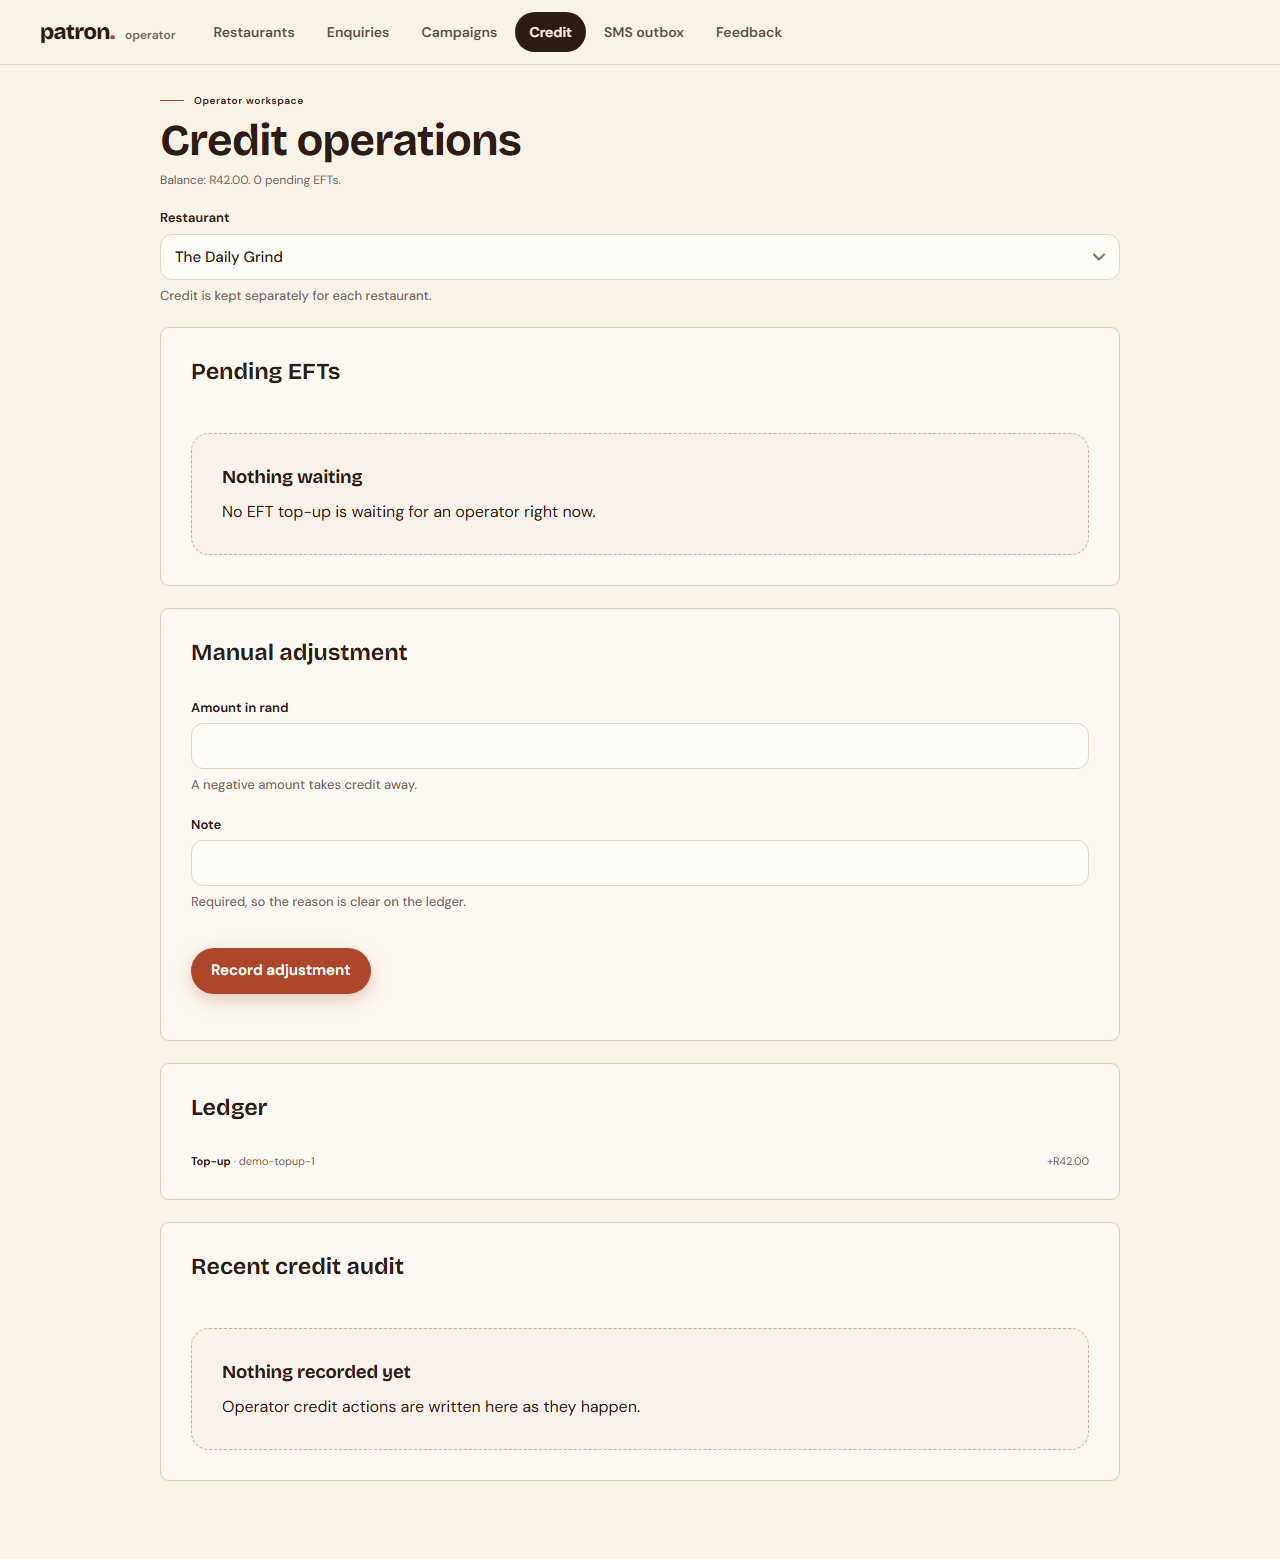 patron. operator Restaurants Enquiries Campaigns Credit SMS outbox Feedback
Operator workspace
Credit operations
Balance: R42.00. 0 pending EFTs.
Restaurant
The Daily Grind
Credit is kept separately for each restaurant.
Pending EFTs
Nothing waiting
No EFT top-up is waiting for an operator right now.
Manual adjustment
Amount in rand
A negative amount takes credit away.
Note
Required, so the reason is clear on the ledger.
Record adjustment
Ledger
Top-up · demo-topup-1 +R42.00
Recent credit audit
Nothing recorded yet
Operator credit actions are written here as they happen.